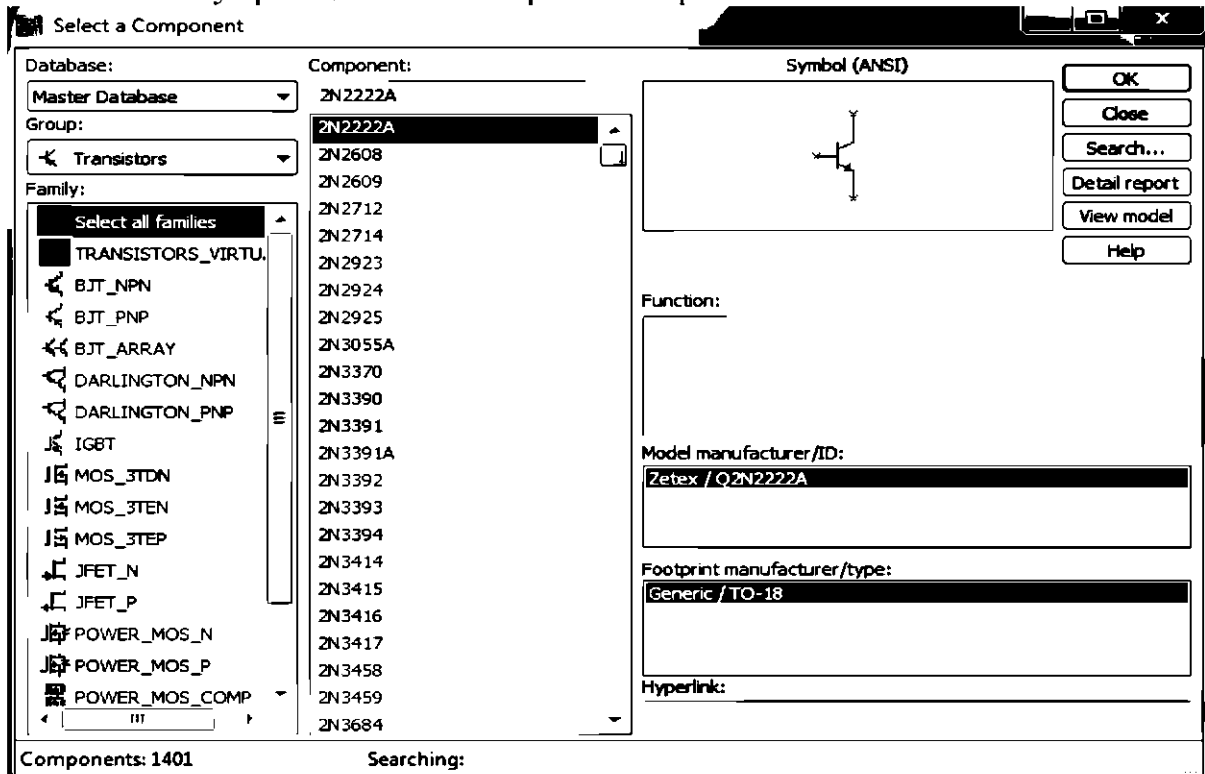 Select a Component
Database:
Master Database
Group:
Transistors
Family:
Select all families
TRANSISTORS_VIRTU.
BJT_NPN
BJT_PNP
BJT_ARRAY
DARLINGTON_NPN
DARLINGTON_PNP
IGBT
MOS_3TDN
MOS_3TEN
MOS_3TEP
JFET_N
JFET_P
POWER_MOS_N
POWER_MOS_P
POWER_MOS_COMP
Components: 1401
Component:
2N2222A
2N2222A
2N2608
2N2609
2N2712
2N2714
2N2923
2N2924
2N2925
2N3055A
2N3370
2N3390
2N3391
2N3391A
2N3392
2N3393
2N3394
2N3414
2N3415
2N3416
2N3417
2N3458
2N3459
2N3684
Searching:
Symbol (ANSI)
Function:
Model manufacturer/ID:
Zetex / Q2N2222A
Footprint manufacturer/type:
Generic / TO-18
Hyperlink:
OK
Close
Search...
Detail report
View model
Help